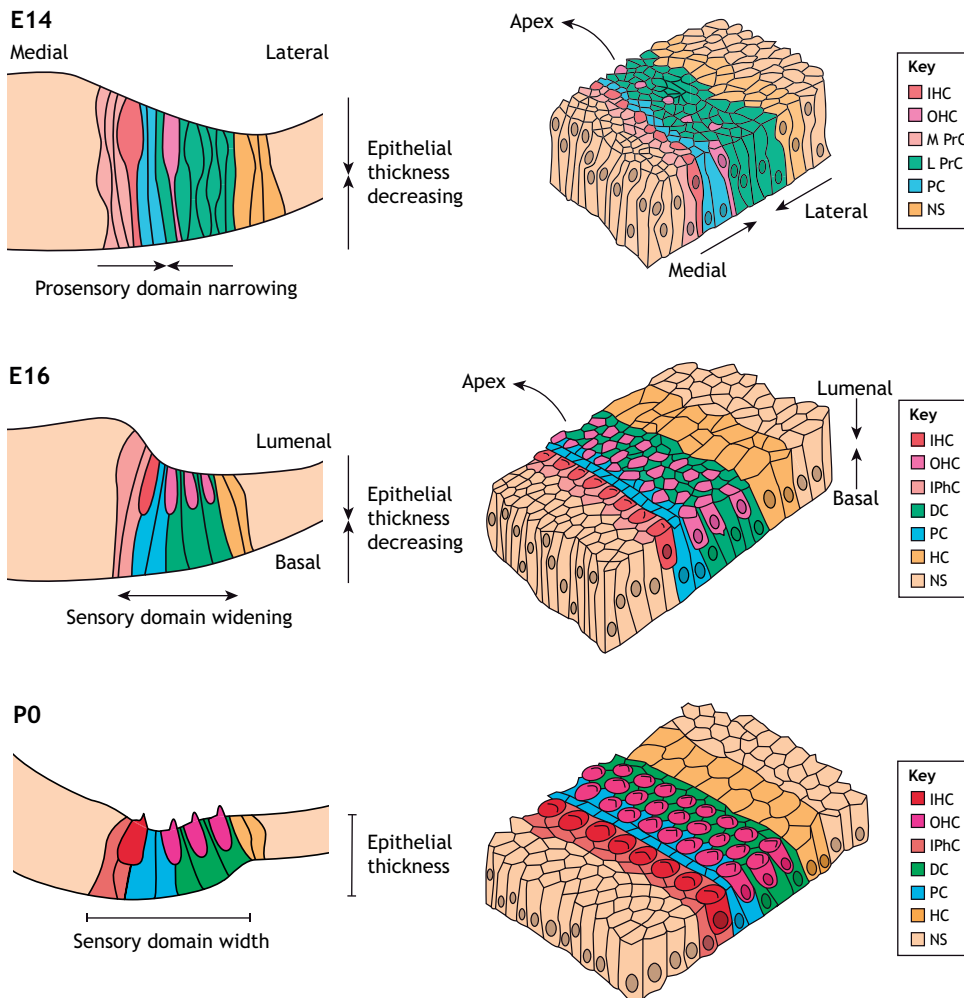 E14
Medial
Lateral
Epithelial
thickness
decreasing
Prosensory domain narrowing
Apex
Lateral
Medial
Key
IHC
OHC
M PrC
L PrC
PC
NS
E16
Lumenal
Epithelial
thickness
decreasing
Basal
Sensory domain widening
Apex
Lumenal
Basal
Key
IHC
OHC
IPhC
DC
PC
HC
NS
P0
Epithelial
thickness
Sensory domain width
Key
IHC
OHC
IPhC
DC
PC
HC
NS